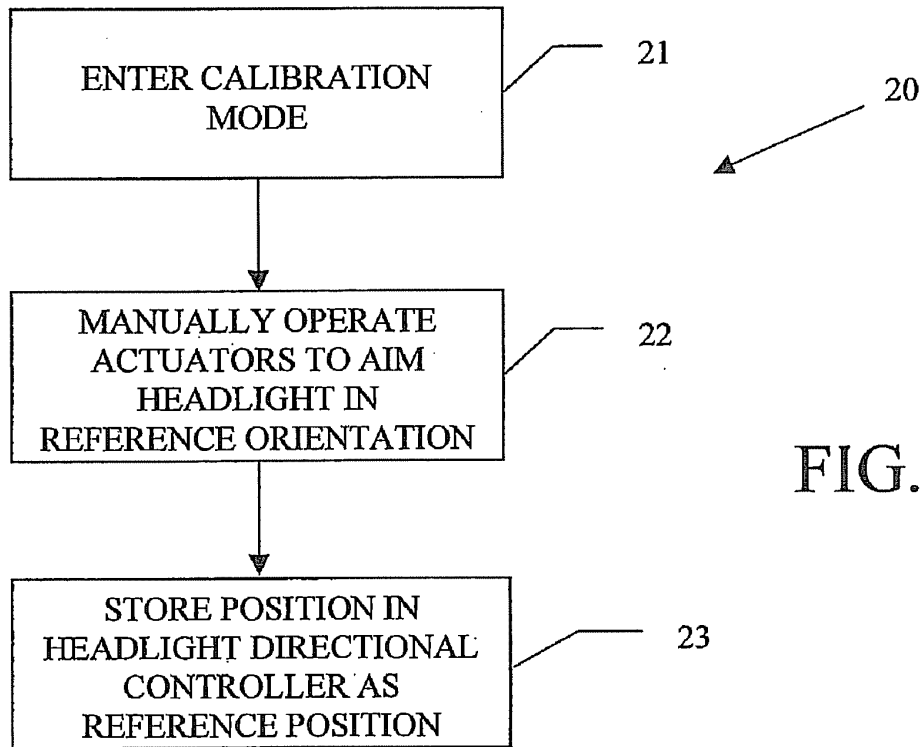 ENTER CALIBRATION
MODE
21
20
MANUALLY OPERATE
ACTUATORS TO AIM
HEADLIGHT IN
REFERENCE ORIENTATION
22
FIG.
STORE POSITION IN
HEADLIGHT DIRECTIONAL
CONTROLLER AS
REFERENCE POSITION
23